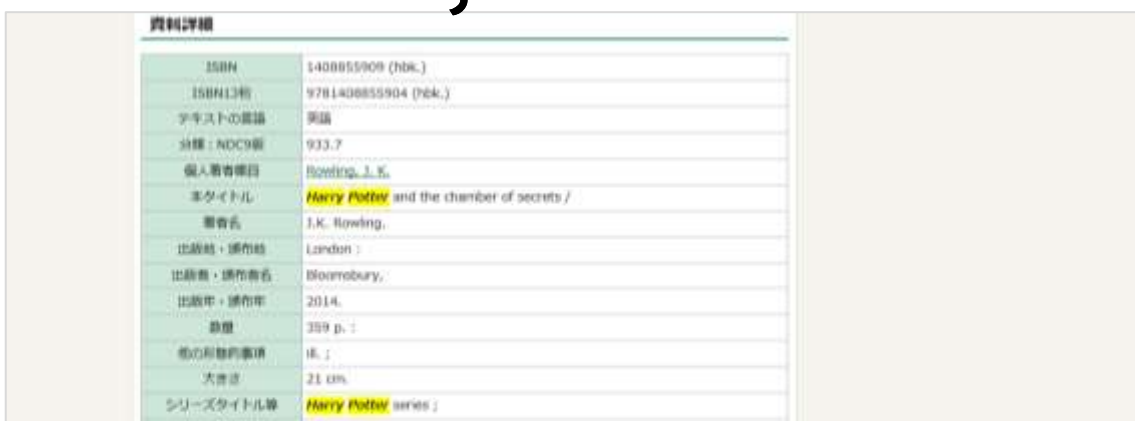 資料詳細
ISBN 1408855909 (hbk.)
ISBN13桁 9781408855904 (hbk.)
テキストの言語 英語
分類：NDC9版 933.7
個人著者標目 Rowling, J. K.
本タイトル Harry Potter and the chamber of secrets /
著者名 J.K. Rowling.
出版地・頒布地 London :
出版者・頒布者名 Bloomsbury,
出版年・頒布年 2014.
数量 359 p. :
他の形態的事項 ill. ;
大きさ 21 cm.
シリーズタイトル等 Harry Potter series ;